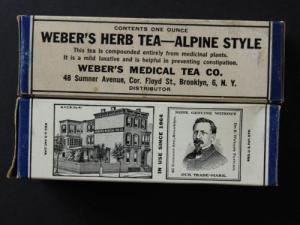 CONTENTS ONE OUNCE
WEBER'S HERB TEA—ALPINE STYLE
This tea is compounded entirely from medicinal plants.
It is a mild laxative and is helpful in preventing constipation.
WEBER'S MEDICAL TEA CO.
48 Sumner Avenue, Cor. Floyd St., Brooklyn, 6, N. Y.
DISTRIBUTOR
IN USE SINCE 1864
NONE GENUINE WITHOUT
OUR TRADE-MARK.